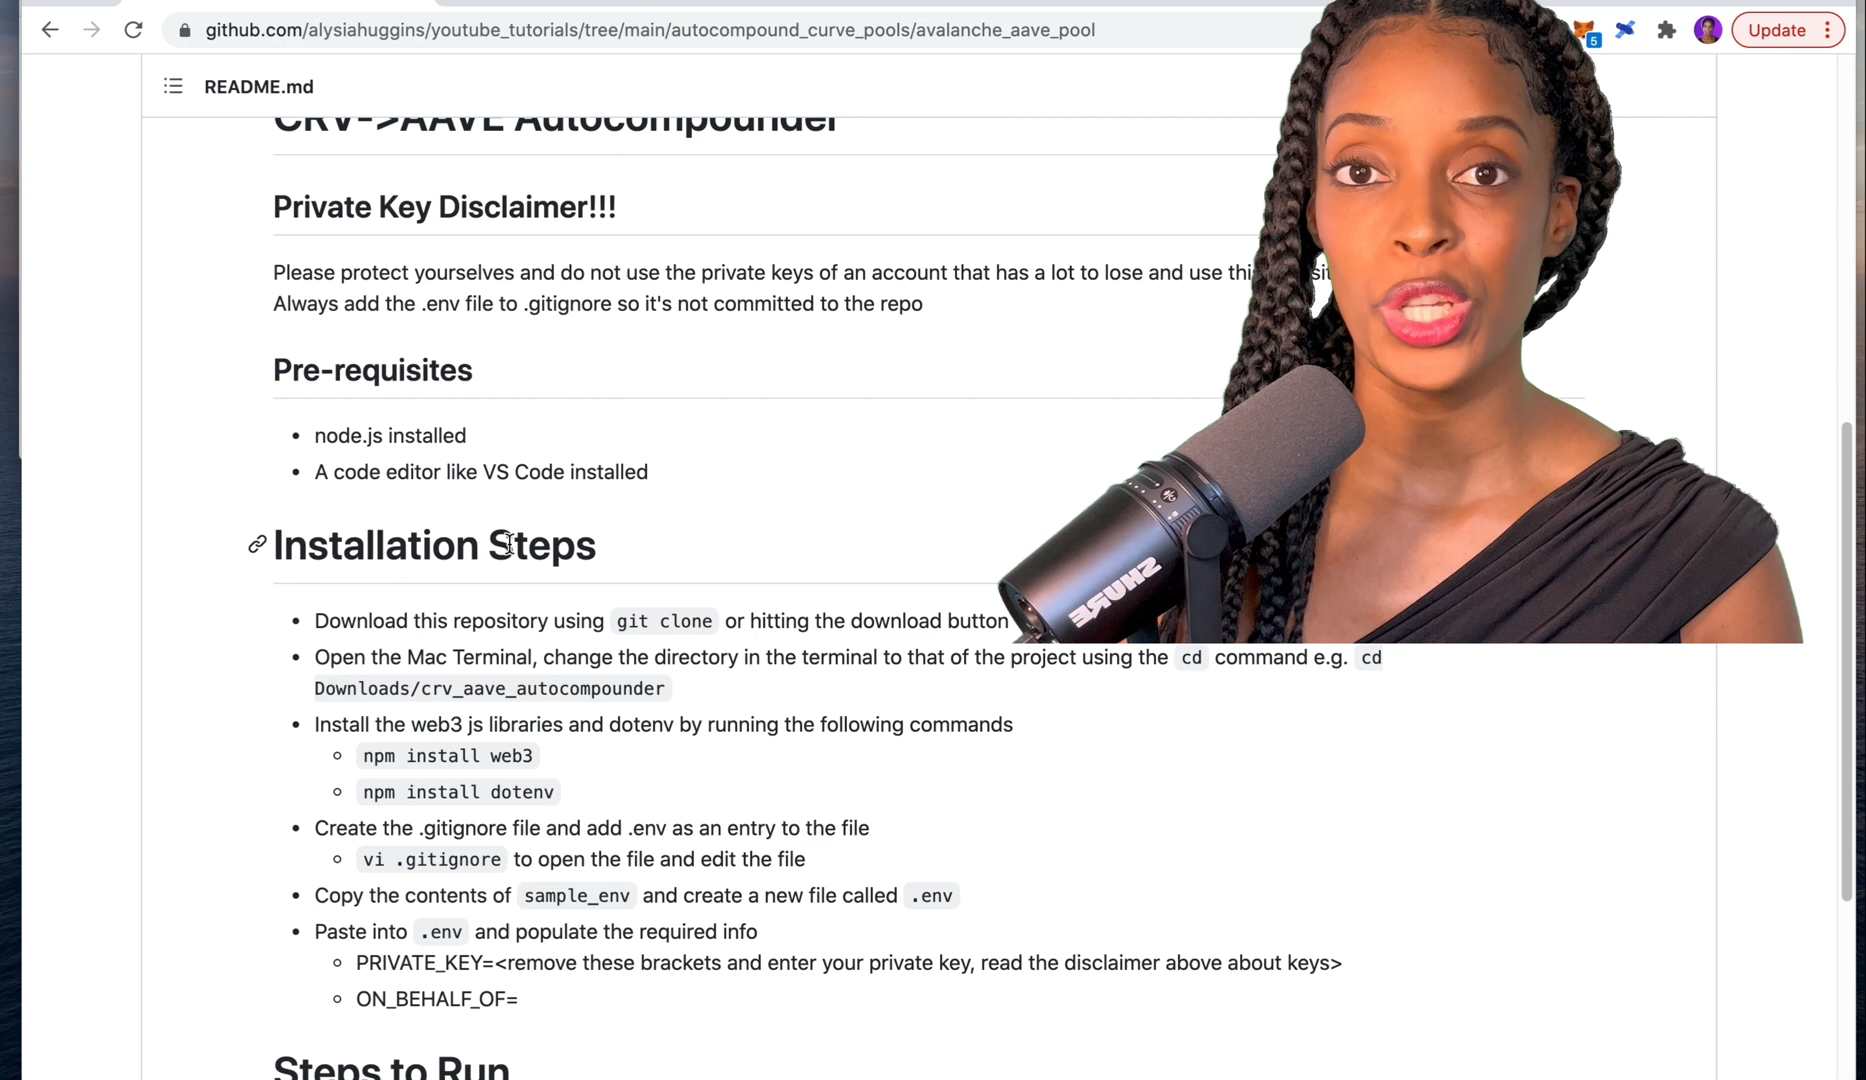 github.com/alysiahuggins/youtube_tutorials/tree/main/autocompound_curve_pools/avalanche_aave_pool
5
Update
README.md
CRV->AAVE Autocompounder
Private Key Disclaimer!!!
Please protect yourselves and do not use the private keys of an account that has a lot to lose and use
Always add the .env file to .gitignore so it's not committed to the repo
Pre-requisites
node.js installed
A code editor like VS Code installed
Installation Steps
Download this repository using git clone or hitting the download button
SHURE
Open the Mac Terminal, change the directory in the terminal to that of the project using the cd command e.g. cd
Downloads/crv_aave_autocompounder
Install the web3 js libraries and dotenv by running the following commands
npm install web3
npm install dotenv
Create the .gitignore file and add .env as an entry to the file
vi .gitignore to open the file and edit the file
Copy the contents of sample_env and create a new file called .env
Paste into .env and populate the required info
PRIVATE_KEY=<remove these brackets and enter your private key, read the disclaimer above about keys>
ON_BEHALF_OF=
Steps to Run